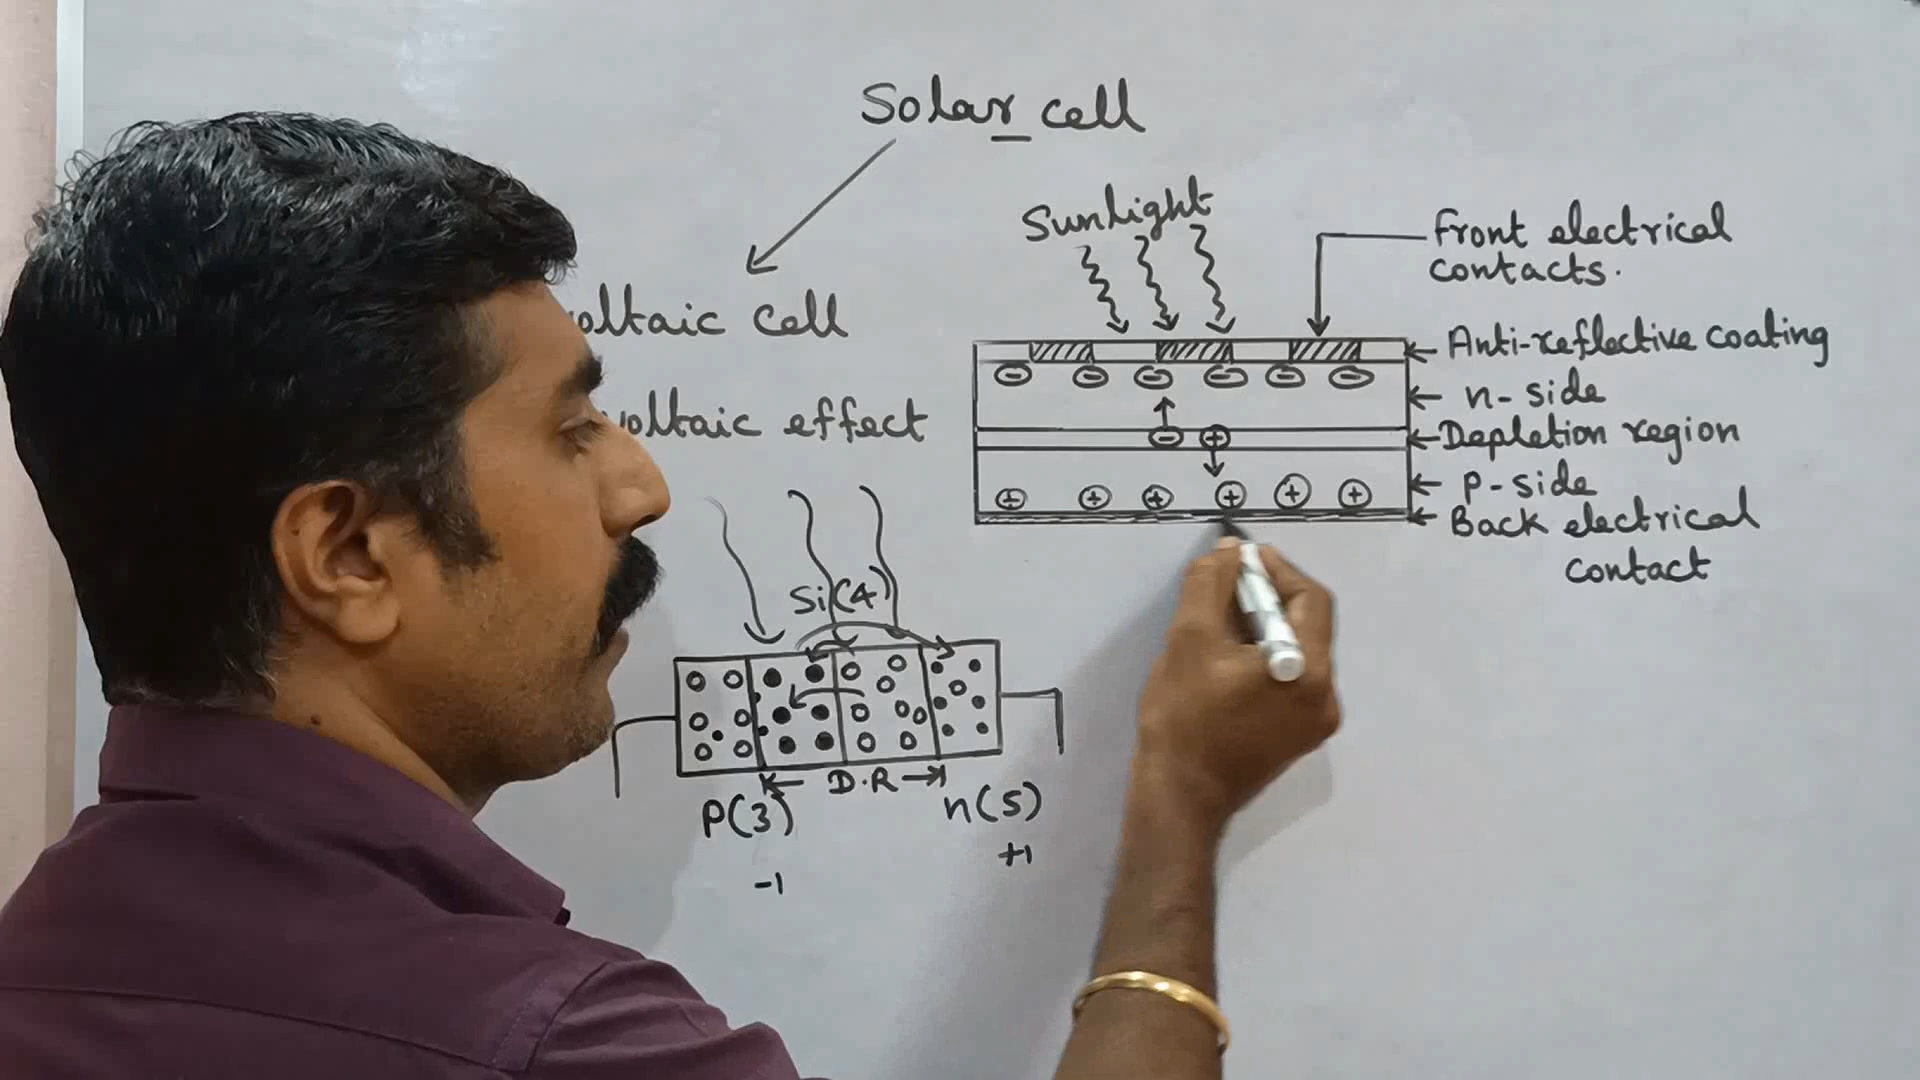 Solar cell
Sunlight
Front electrical
contacts.
voltaic cell
Anti-reflective coating
n-side
voltaic effect
Depletion region
P-side
Back electrical
contact
Si(4)
D.R
P(3)
n(5)
+1
-1